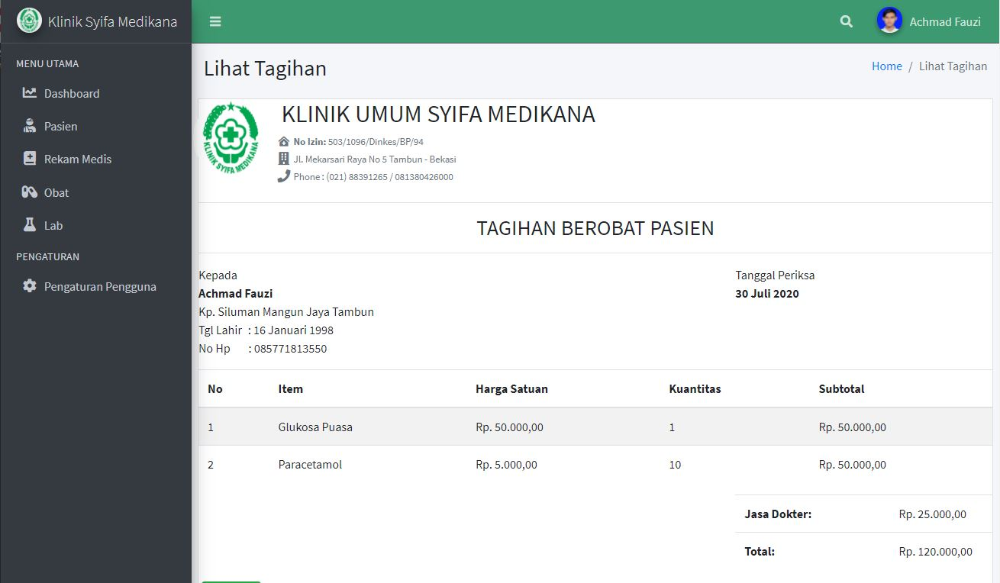 Klinik Syifa Medikana
Achmad Fauzi
MENU UTAMA
Dashboard
Pasien
Rekam Medis
Obat
Lab
PENGATURAN
Pengaturan Pengguna
Lihat Tagihan
Home / Lihat Tagihan
KLINIK SYIFA MEDIKANA
KLINIK UMUM SYIFA MEDIKANA
No Izin: 503/1096/Dinkes/BP/94
Jl. Mekarsari Raya No 5 Tambun - Bekasi
Phone : (021) 88391265 / 081380426000
TAGIHAN BEROBAT PASIEN
Kepada
Achmad Fauzi
Kp. Siluman Mangun Jaya Tambun
Tgl Lahir : 16 Januari 1998
No Hp : 085771813550
Tanggal Periksa
30 Juli 2020
No Item Harga Satuan Kuantitas Subtotal
1 Glukosa Puasa Rp. 50.000,00 1 Rp. 50.000,00
2 Paracetamol Rp. 5.000,00 10 Rp. 50.000,00
Jasa Dokter: Rp. 25.000,00
Total: Rp. 120.000,00